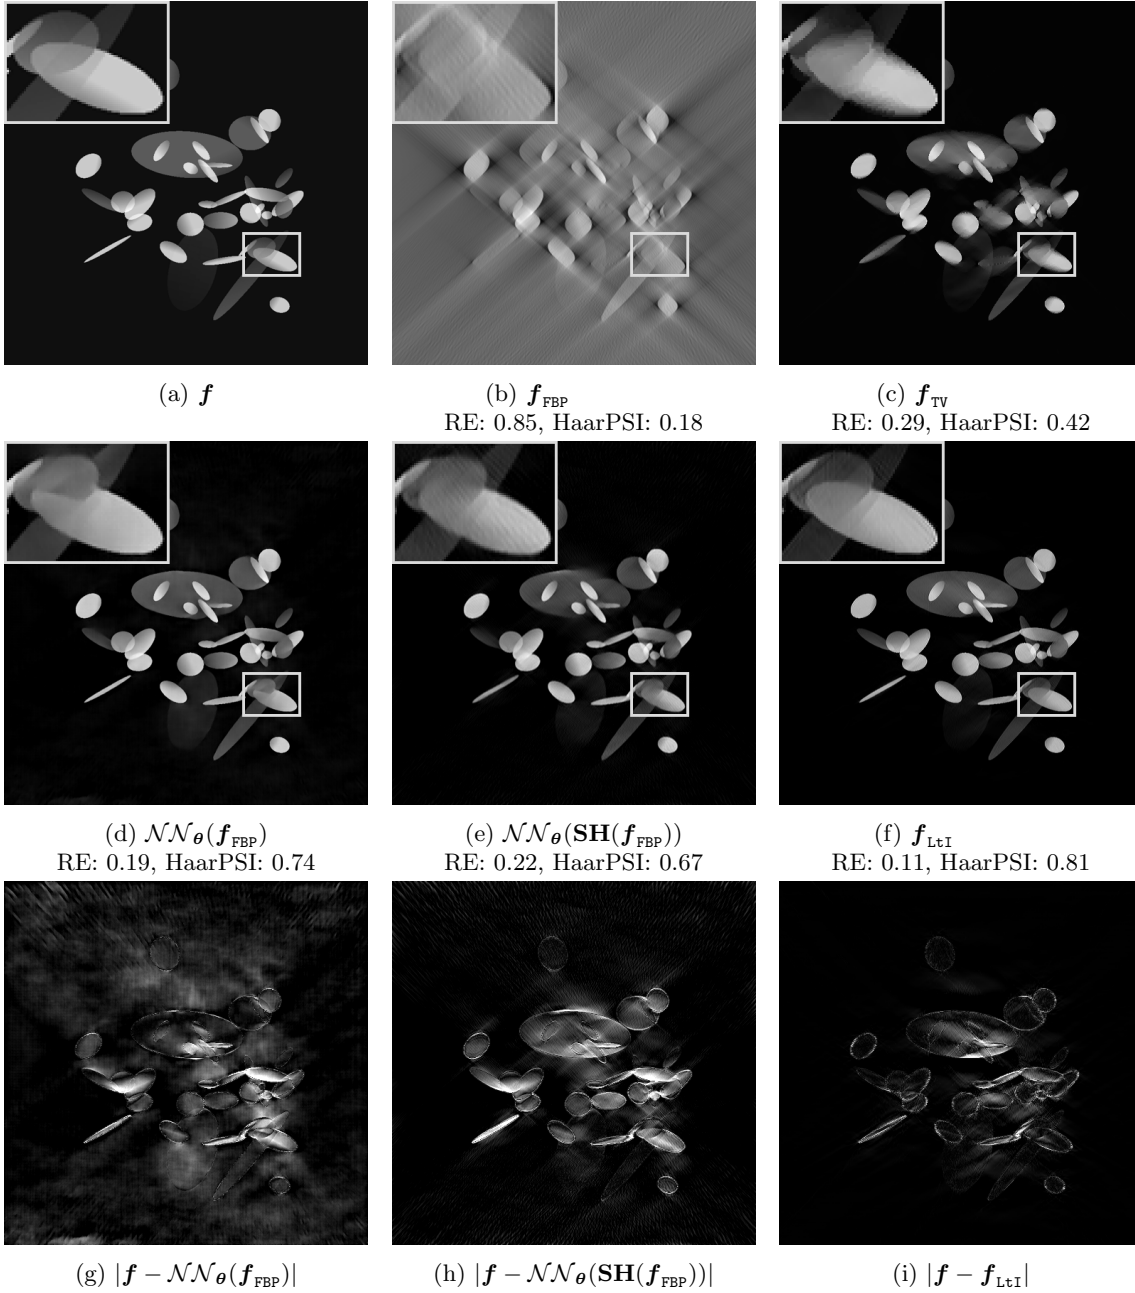 (a) f
(b) f_FBP
RE: 0.85, HaarPSI: 0.18
(c) f_TV
RE: 0.29, HaarPSI: 0.42
(d) 𝒩𝒩_θ(f_FBP)
RE: 0.19, HaarPSI: 0.74
(e) 𝒩𝒩_θ(SH(f_FBP))
RE: 0.22, HaarPSI: 0.67
(f) f_LtI
RE: 0.11, HaarPSI: 0.81
(g) |f − 𝒩𝒩_θ(f_FBP)|
(h) |f − 𝒩𝒩_θ(SH(f_FBP))|
(i) |f − f_LtI|